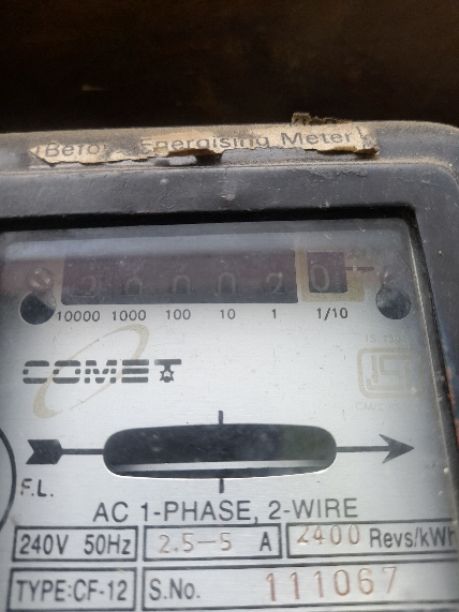 Before Energising Meter
10000 1000 100 10 1 1/10
COMET
F.L.
AC 1-PHASE, 2-WIRE
240V 50Hz 2.5-5 A 2400 Revs/kWh
TYPE:CF-12 S.No. 111067